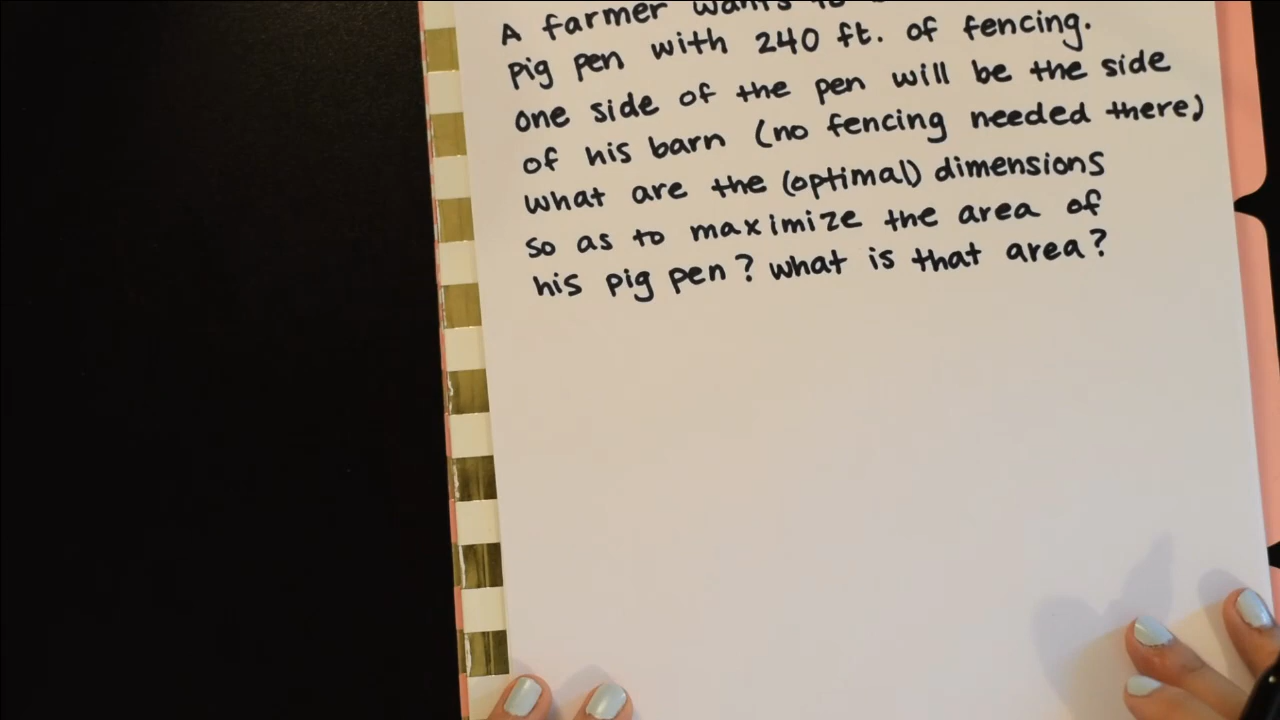 A farmer wants to
pig pen with 240 ft. of fencing.
one side of the pen will be the side
of his barn (no fencing needed there)
what are the (optimal) dimensions
so as to maximize the area of
his pig pen? what is that area?